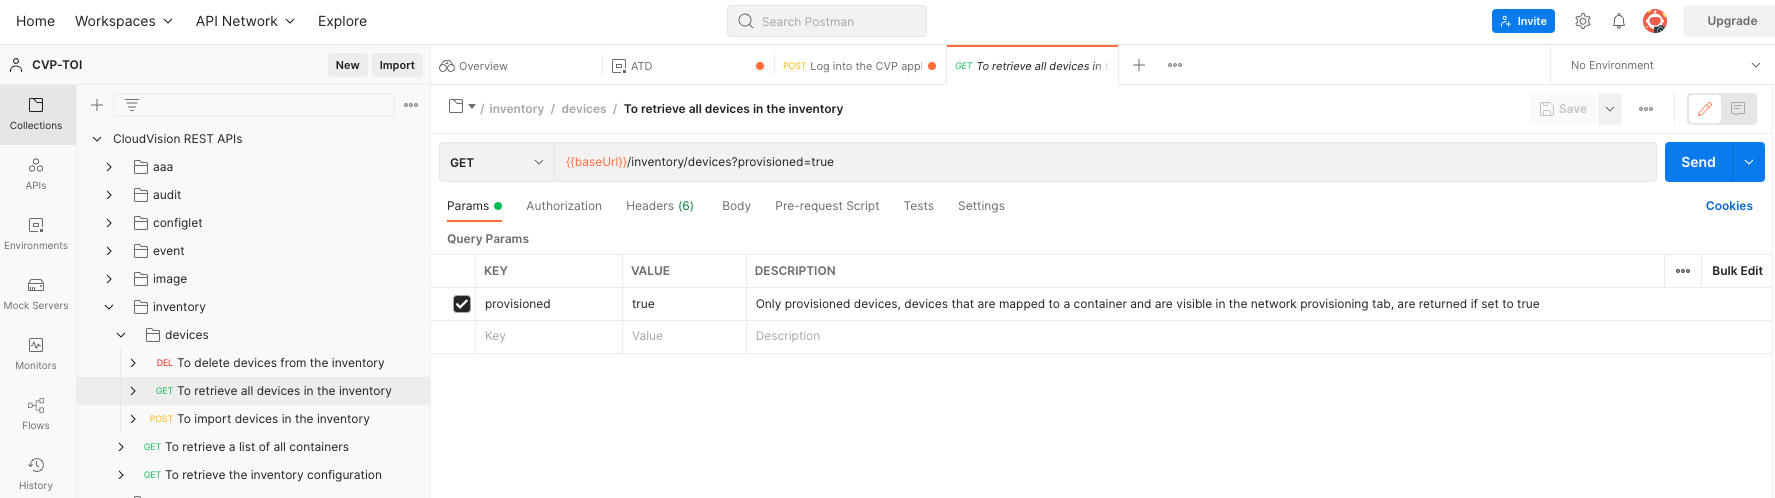 Home Workspaces API Network Explore Search Postman Invite Upgrade
CVP-TOI New Import Overview ATD POST Log into the CVP appl GET To retrieve all devices in No Environment
Collections
APIs
Environments
Mock Servers
Monitors
Flows
History
CloudVision REST APIs
aaa
audit
configlet
event
image
inventory
devices
DEL To delete devices from the inventory
GET To retrieve all devices in the inventory
POST To import devices in the inventory
GET To retrieve a list of all containers
GET To retrieve the inventory configuration
/ inventory / devices / To retrieve all devices in the inventory Save
GET {{baseUrl}}/inventory/devices?provisioned=true Send
Params Authorization Headers (6) Body Pre-request Script Tests Settings Cookies
Query Params
KEY VALUE DESCRIPTION Bulk Edit
provisioned true Only provisioned devices, devices that are mapped to a container and are visible in the network provisioning tab, are returned if set to true
Key Value Description